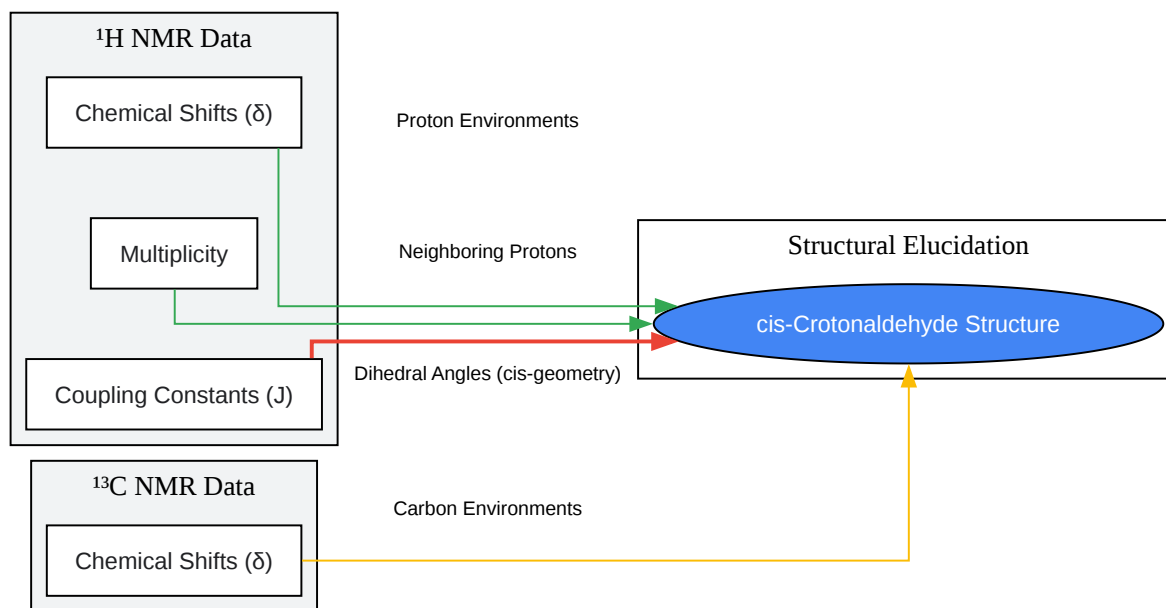 ¹H NMR Data
Chemical Shifts (δ)
Proton Environments
Multiplicity
Neighboring Protons
Structural Elucidation
cis-Crotonaldehyde Structure
Coupling Constants (J)
Dihedral Angles (cis-geometry)
¹³C NMR Data
Carbon Environments
Chemical Shifts (δ)